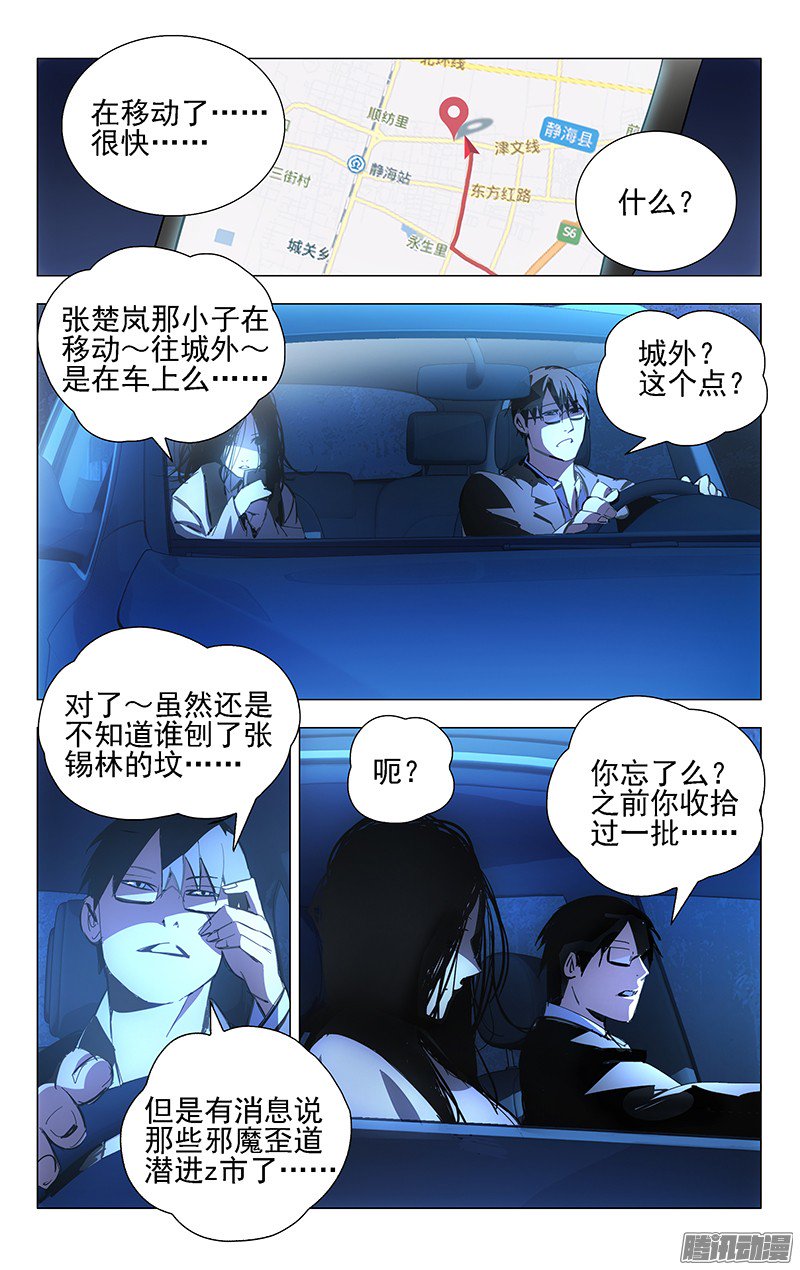 在移动了……
很快……
北环线
顺纺里
静海县
前
津文线
静海站
三街村
东方红路
什么？
S6
永生里
城关乡
张楚岚那小子在
移动～往城外～
是在车上么……
城外？
这个点？
对了～虽然还是
不知道谁刨了张
锡林的坟……
呃？
你忘了么？
之前你收拾
过一批……
但是有消息说
那些邪魔歪道
潜进z市了……
腾讯动漫